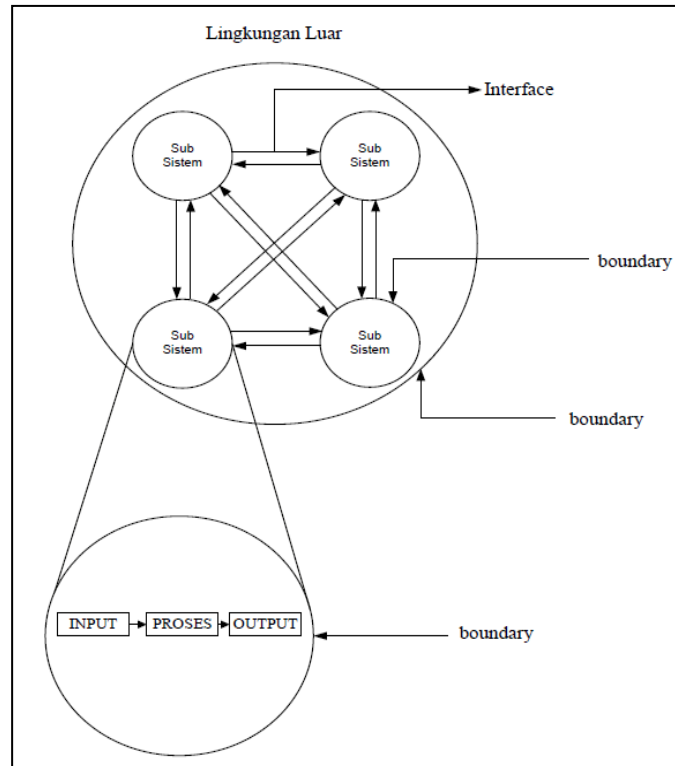 Lingkungan Luar
Interface
Sub
Sistem
Sub
Sistem
boundary
Sub
Sistem
Sub
Sistem
boundary
INPUT
PROSES
OUTPUT
boundary